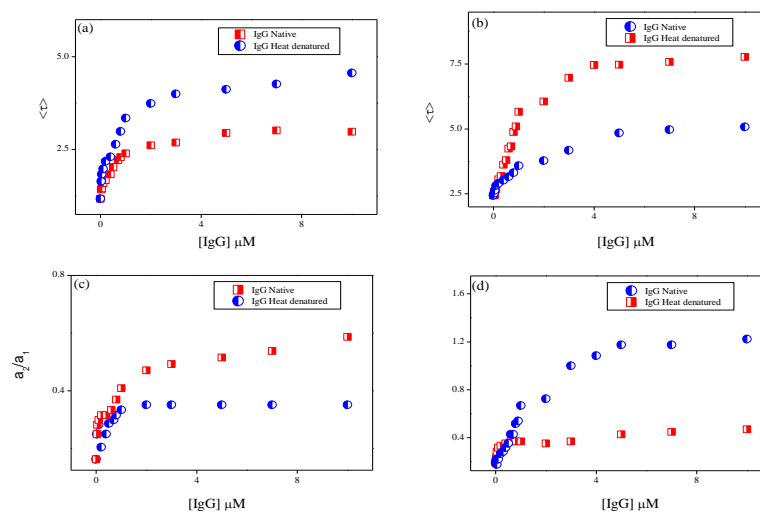 (a)
IgG Native
IgG Heat denatured
5.0
2.5
<τ>
0
4
8
[IgG] μM
(b)
IgG Native
IgG Heat denatured
7.5
5.0
2.5
<τ>
0
4
8
[IgG] μM
(c)
IgG Native
IgG Heat denatured
0.8
0.4
a2/a1
0
4
8
[IgG] μM
(d)
IgG Native
IgG Heat denatured
1.2
0.8
0.4
0
4
8
[IgG] μM